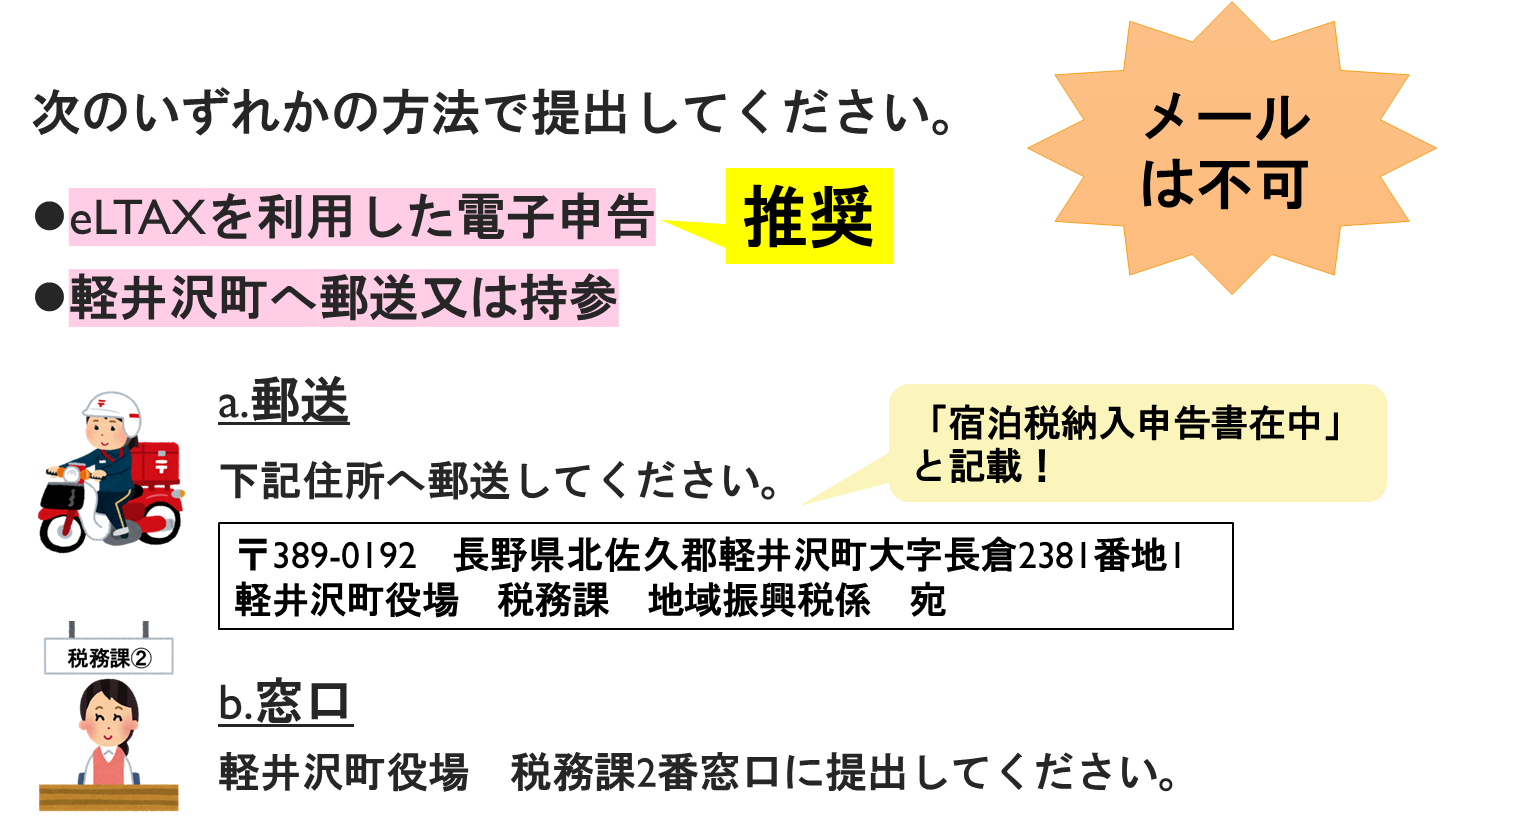 次のいずれかの方法で提出してください。
メール
は不可
●eLTAXを利用した電子申告
推奨
●軽井沢町へ郵送又は持参
a.郵送
下記住所へ郵送してください。
「宿泊税納入申告書在中」
と記載！
〒389-0192　長野県北佐久郡軽井沢町大字長倉2381番地1
軽井沢町役場　税務課　地域振興税係　宛
税務課②
b.窓口
軽井沢町役場　税務課2番窓口に提出してください。